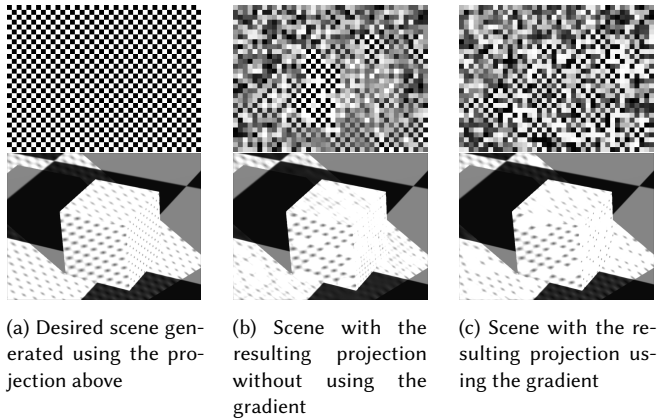 (a) Desired scene gen-
erated using the pro-
jection above
(b) Scene with the
resulting projection
without using the
gradient
(c) Scene with the re-
sulting projection us-
ing the gradient